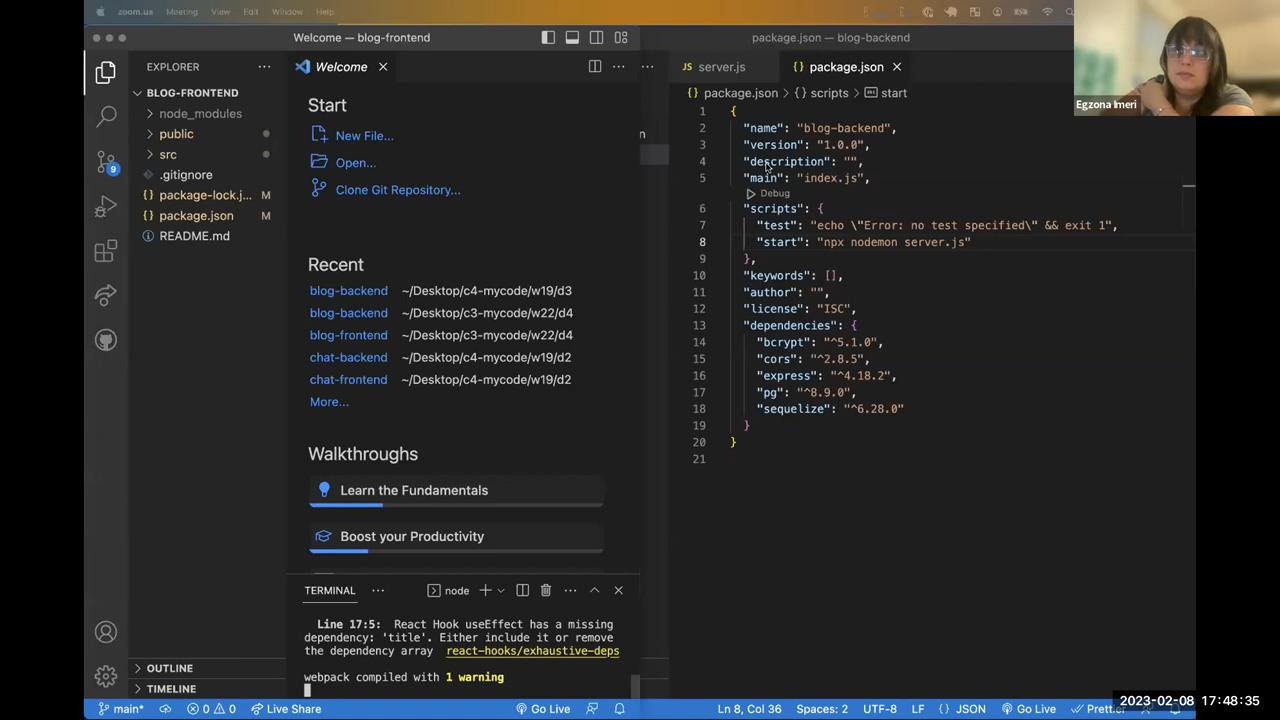 zoom.us Meeting View Edit Window Help
Welcome — blog-frontend
package.json — blog-backend
EXPLORER
BLOG-FRONTEND
node_modules
public
src
.gitignore
package-lock.j... M
package.json M
README.md
9
OUTLINE
TIMELINE
Welcome
Start
New File...
Open...
Clone Git Repository...
Recent
blog-backend ~/Desktop/c4-mycode/w19/d3
blog-backend ~/Desktop/c3-mycode/w22/d4
blog-frontend ~/Desktop/c3-mycode/w22/d4
chat-backend ~/Desktop/c4-mycode/w19/d2
chat-frontend ~/Desktop/c4-mycode/w19/d2
More...
Walkthroughs
Learn the Fundamentals
Boost your Productivity
TERMINAL
node
Line 17:5: React Hook useEffect has a missing
dependency: 'title'. Either include it or remove
the dependency array react-hooks/exhaustive-deps
webpack compiled with 1 warning
n
JS server.js
{} package.json
{} package.json > {} scripts > start
1 {
2 "name": "blog-backend",
3 "version": "1.0.0",
4 "description": "",
5 "main": "index.js",
Debug
6 "scripts": {
7 "test": "echo \"Error: no test specified\" && exit 1",
8 "start": "npx nodemon server.js"
9 },
10 "keywords": [],
11 "author": "",
12 "license": "ISC",
13 "dependencies": {
14 "bcrypt": "^5.1.0",
15 "cors": "^2.8.5",
16 "express": "^4.18.2",
17 "pg": "^8.9.0",
18 "sequelize": "^6.28.0"
19 }
20 }
21
Egzona Imeri
main* 0 0 Live Share Go Live
Ln 8, Col 36 Spaces: 2 UTF-8 LF {} JSON Go Live Prett
2023-02-08 17:48:35